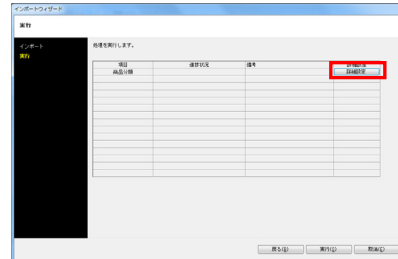 インポートウィザード
実行
インポート
実行
処理を実行します。
項目 進捗状況 備考 詳細設定
商品分類 詳細設定
戻る(B) 実行(G) 取消(C)